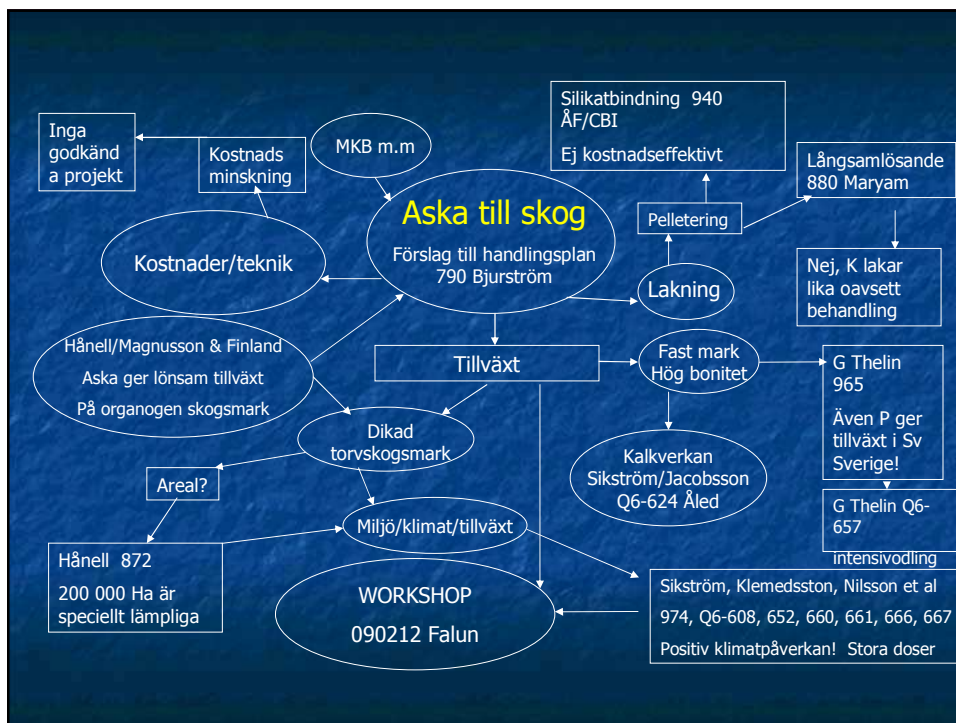 Inga
godkänd
a projekt
Kostnads
minskning
MKB m.m
Silikatbindning 940
ÅF/CBI
Ej kostnadseffektivt
Långsamlösande
880 Maryam
Aska till skog
Förslag till handlingsplan
790 Bjurström
Pelletering
Kostnader/teknik
Lakning
Nej, K lakar
lika oavsett
behandling
Hånell/Magnusson & Finland
Aska ger lönsam tillväxt
På organogen skogsmark
Tillväxt
Fast mark
Hög bonitet
G Thelin
965
Även P ger
tillväxt i Sv
Sverige!
Dikad
torvskogsmark
Kalkverkan
Sikström/Jacobsson
Q6-624 Åled
Areal?
Miljö/klimat/tillväxt
G Thelin Q6-
657
intensivodling
Hånell 872
200 000 Ha är
speciellt lämpliga
WORKSHOP
090212 Falun
Sikström, Klemedsston, Nilsson et al
974, Q6-608, 652, 660, 661, 666, 667
Positiv klimatpåverkan! Stora doser